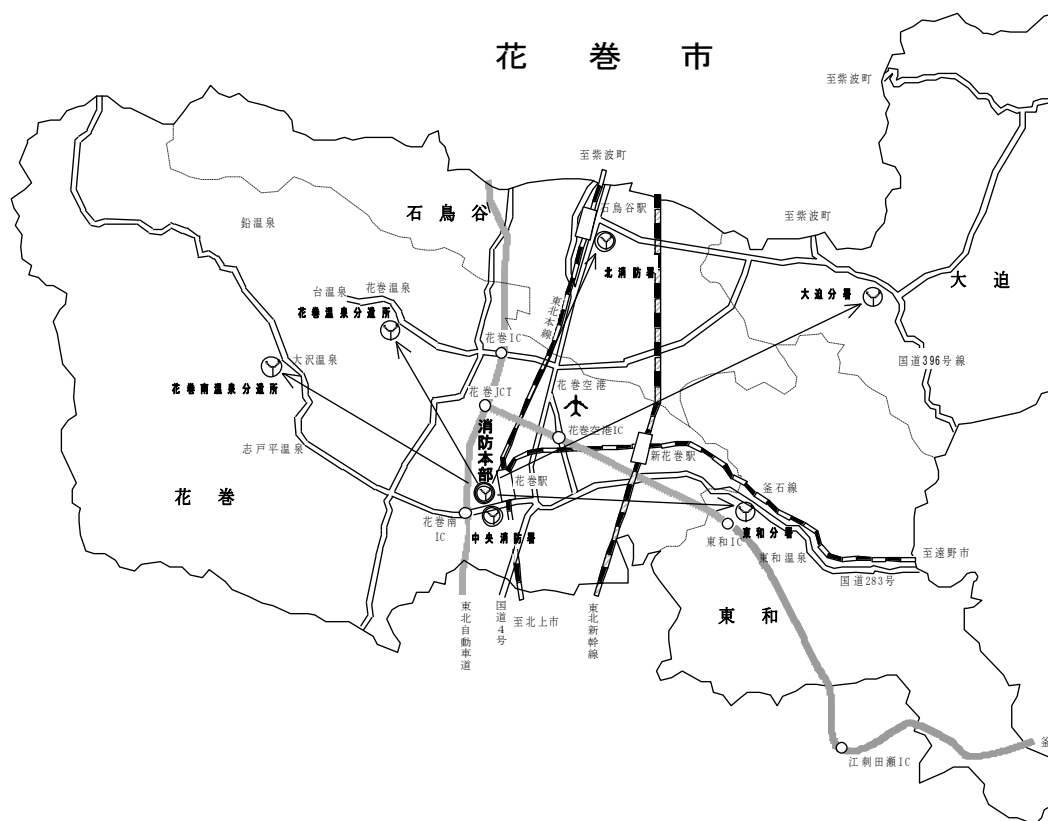 花巻市
至紫波町
至紫波町
石鳥谷駅
石鳥谷
至紫波町
鉛温泉
北消防署
大迫
台温泉
花巻温泉
大迫分署
花巻温泉分遣所
東北本線
花巻IC
大沢温泉
国道396号線
花巻南温泉分遣所
花巻JCT
花巻空港
花巻空港IC
消防本部
志戸平温泉
新花巻駅
花巻駅
釜石線
花巻
花巻南
IC
中央消防署
東和分署
東和IC
東和温泉
至遠野市
国道283号
東北自動車道
国道4号
至北上市
東北新幹線
東和
江刺田瀬IC
釜